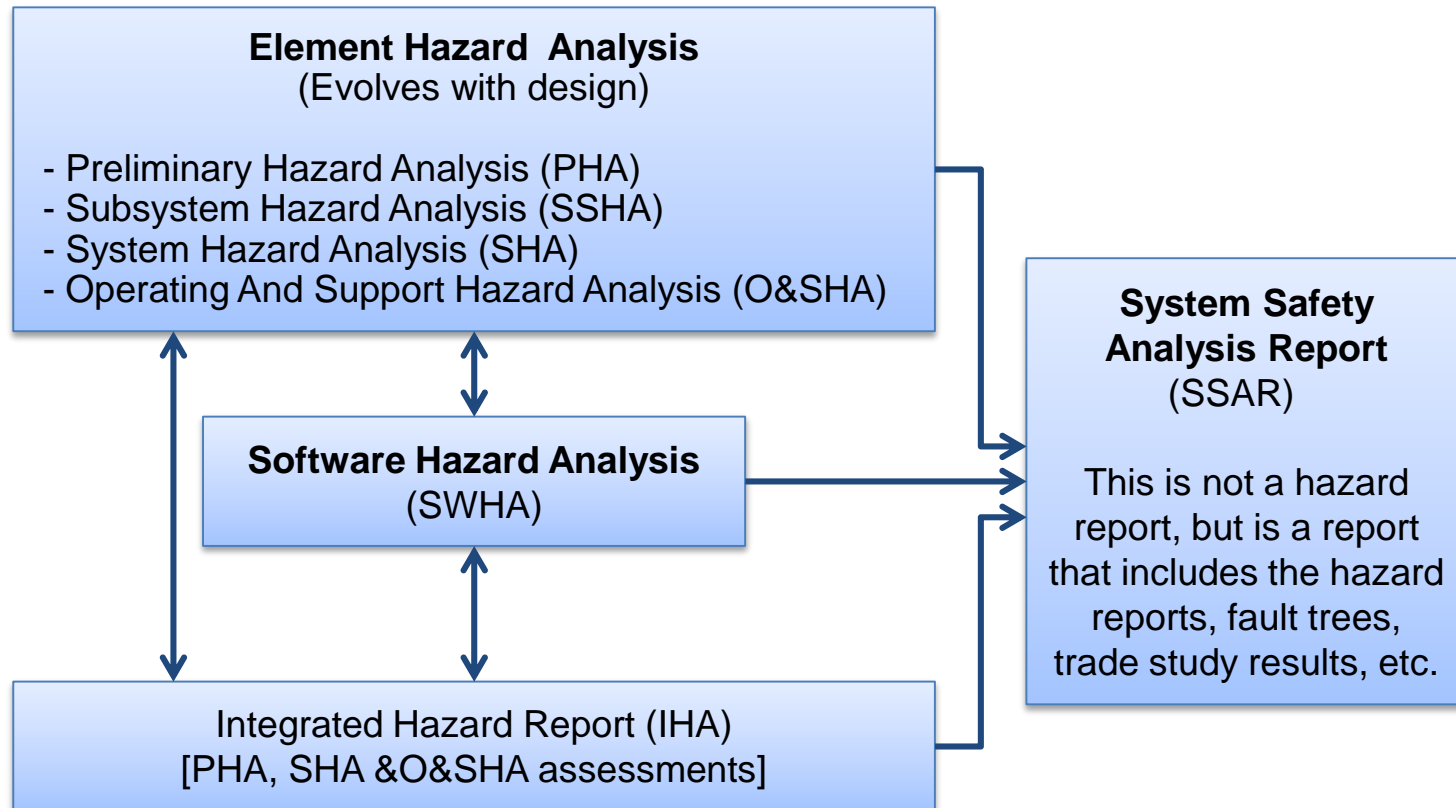 Element Hazard Analysis
(Evolves with design)
- Preliminary Hazard Analysis (PHA)
- Subsystem Hazard Analysis (SSHA)
- System Hazard Analysis (SHA)
- Operating And Support Hazard Analysis (O&SHA)
Software Hazard Analysis
(SWHA)
Integrated Hazard Report (IHA)
[PHA, SHA &O&SHA assessments]
System Safety
Analysis Report
(SSAR)
This is not a hazard
report, but is a report
that includes the hazard
reports, fault trees,
trade study results, etc.